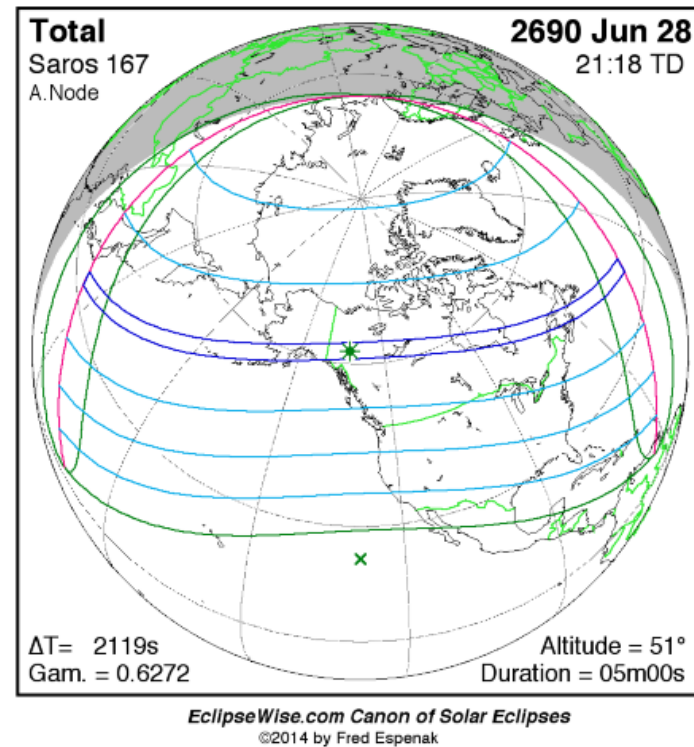 Total 2690 Jun 28
Saros 167 21:18 TD
A.Node
ΔT= 2119s Altitude = 51°
Gam. = 0.6272 Duration = 05m00s
EclipseWise.com Canon of Solar Eclipses
©2014 by Fred Espenak